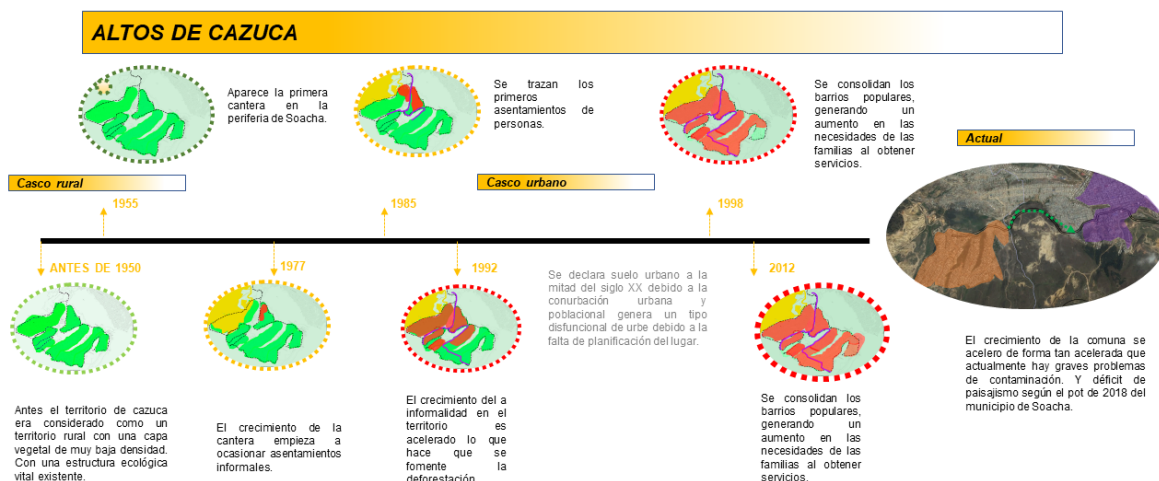 ALTOS DE CAZUCA
Aparece la primera
cantera en la
periferia de Soacha.
Se trazan los
primeros
asentamientos de
personas.
Se consolidan los
barrios populares,
generando un
aumento en las
necesidades de las
familias al obtener
servicios.
Actual
Casco rural
Casco urbano
1955
1985
1998
ANTES DE 1950
1977
1992
2012
Se declara suelo urbano a la
mitad del siglo XX debido a la
conurbación urbana y
poblacional genera un tipo
disfuncional de urbe debido a la
falta de planificación del lugar.
Antes el territorio de cazuca
era considerado como un
territorio rural con una capa
vegetal de muy baja densidad.
Con una estructura ecológica
vital existente.
El crecimiento de la
cantera empieza a
ocasionar asentamientos
informales.
El crecimiento del a
informalidad en el
territorio es
acelerado lo que
hace que se
fomente la
deforestación
Se consolidan los
barrios populares,
generando un
aumento en las
necesidades de las
familias al obtener
servicios.
El crecimiento de la comuna se
acelero de forma tan acelerada que
actualmente hay graves problemas
de contaminación. Y déficit de
paisajismo según el pot de 2018 del
municipio de Soacha.